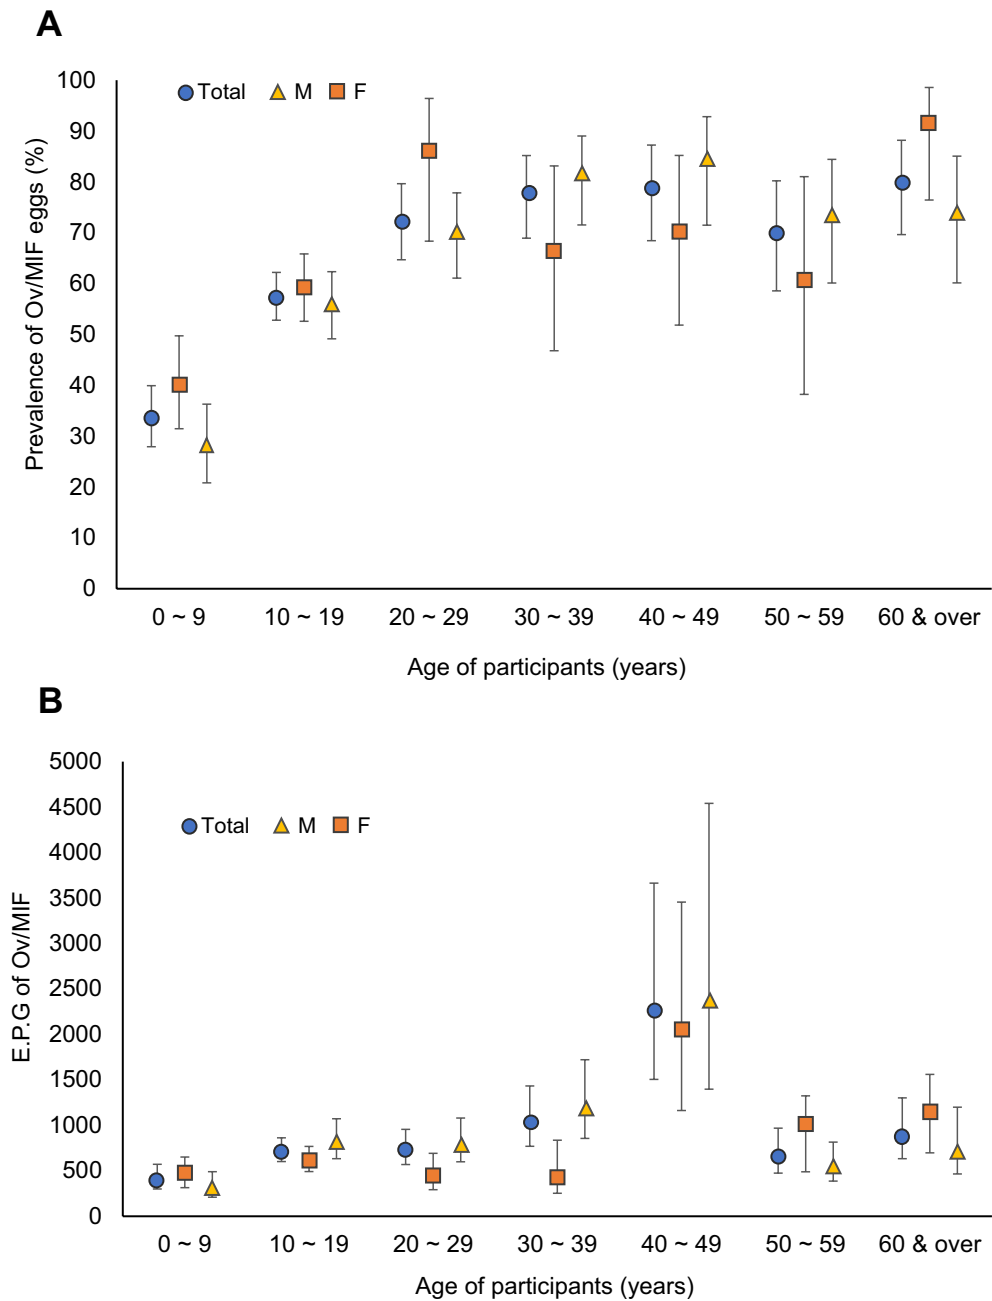 A
Total M F
Prevalence of Ov/MIF eggs (%)
100
90
80
70
60
50
40
30
20
10
0
0 ~ 9 10 ~ 19 20 ~ 29 30 ~ 39 40 ~ 49 50 ~ 59 60 & over
Age of participants (years)
B
Total M F
E.P.G of Ov/MIF
5000
4500
4000
3500
3000
2500
2000
1500
1000
500
0
0 ~ 9 10 ~ 19 20 ~ 29 30 ~ 39 40 ~ 49 50 ~ 59 60 & over
Age of participants (years)